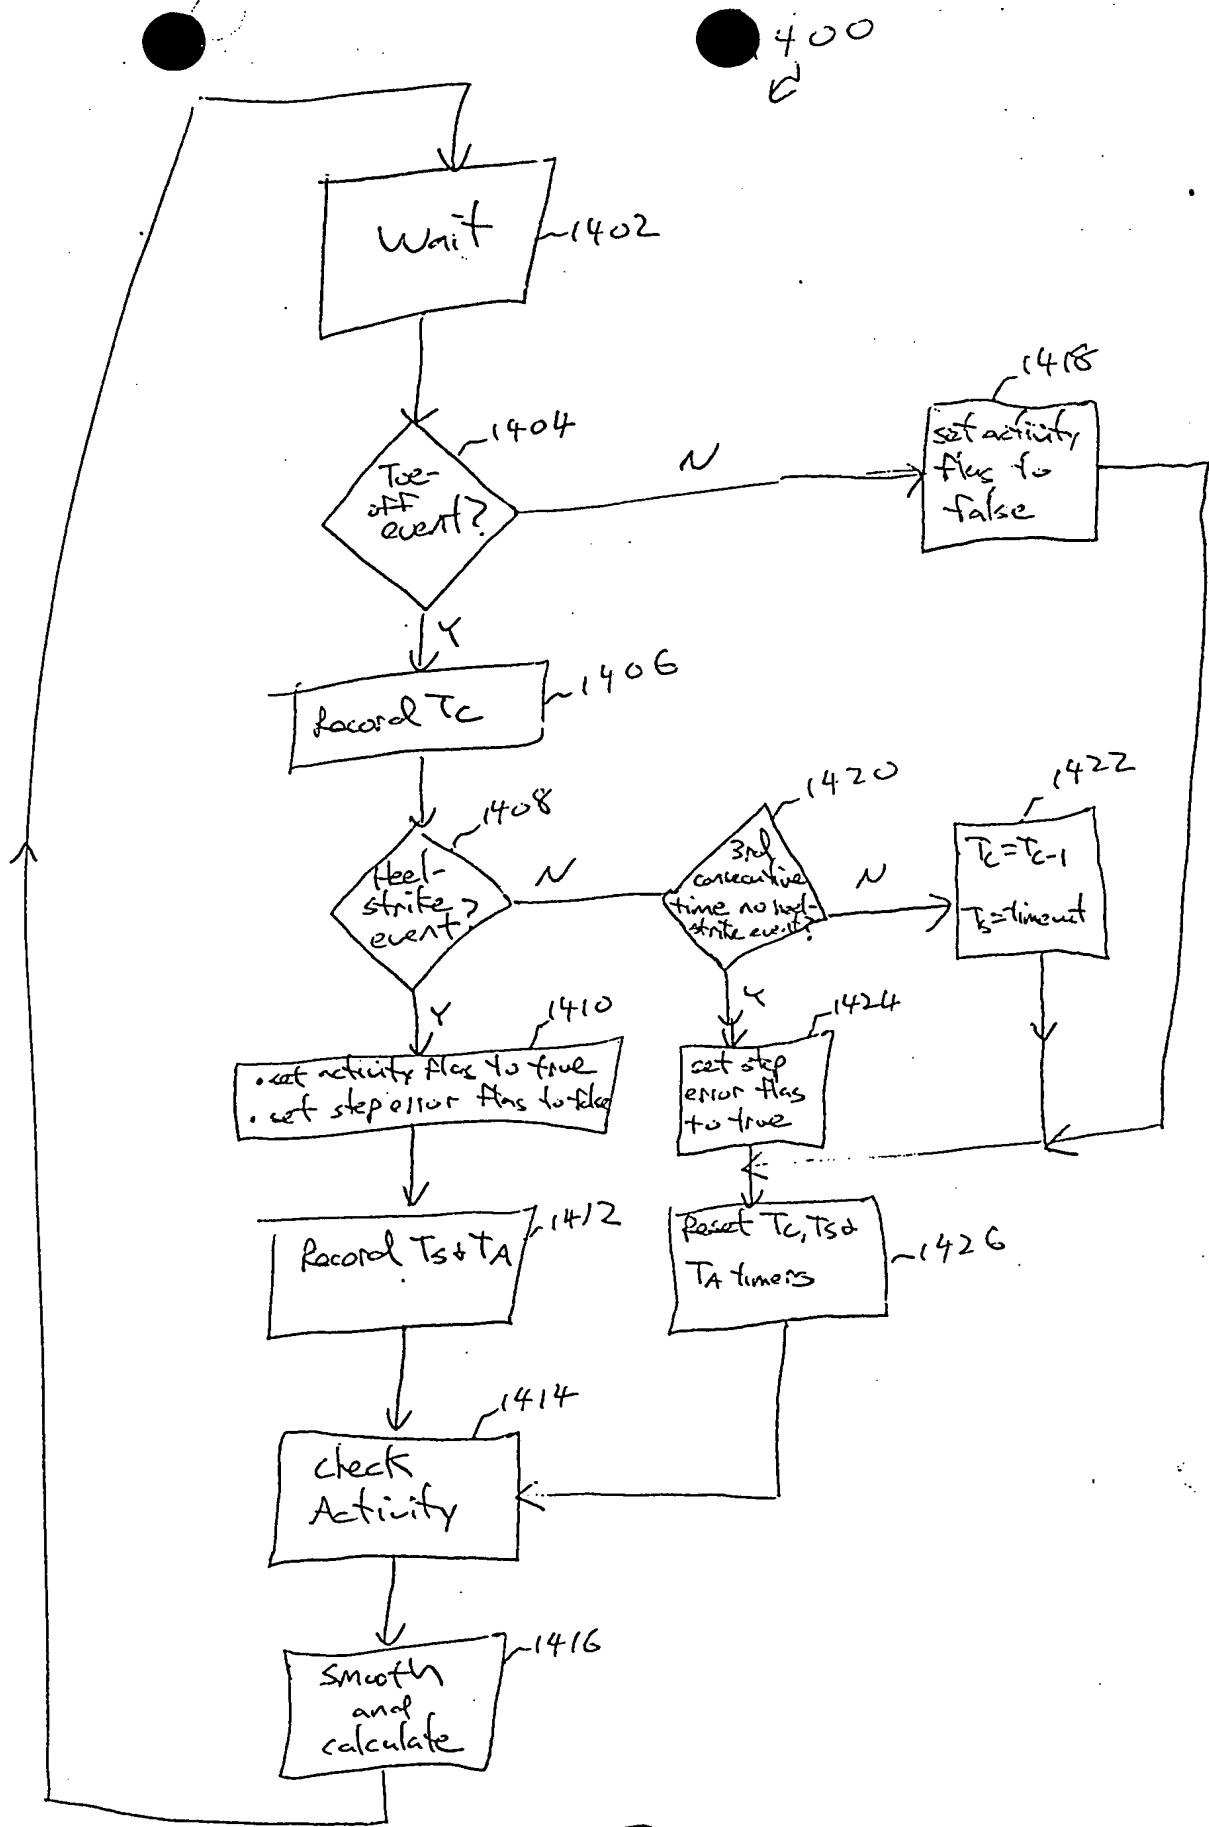 400
Wait
1402
1404
Toe-
off
event?
N
1418
set activity
flag to
false
Y
1406
Record Tc
1408
Heel-
strike
event?
N
1420
3rd
consecutive
time no heel-
strike event?
N
1422
Tc=Tc-1
Ts=timeout
Y
1410
. set activity flag to true
. set step error flag to false
Y
1424
set step
error flag
to true
1412
Record Ts & TA
Reset Tc, Ts &
TA timers
1426
1414
check
Activity
1416
smooth
and
calculate